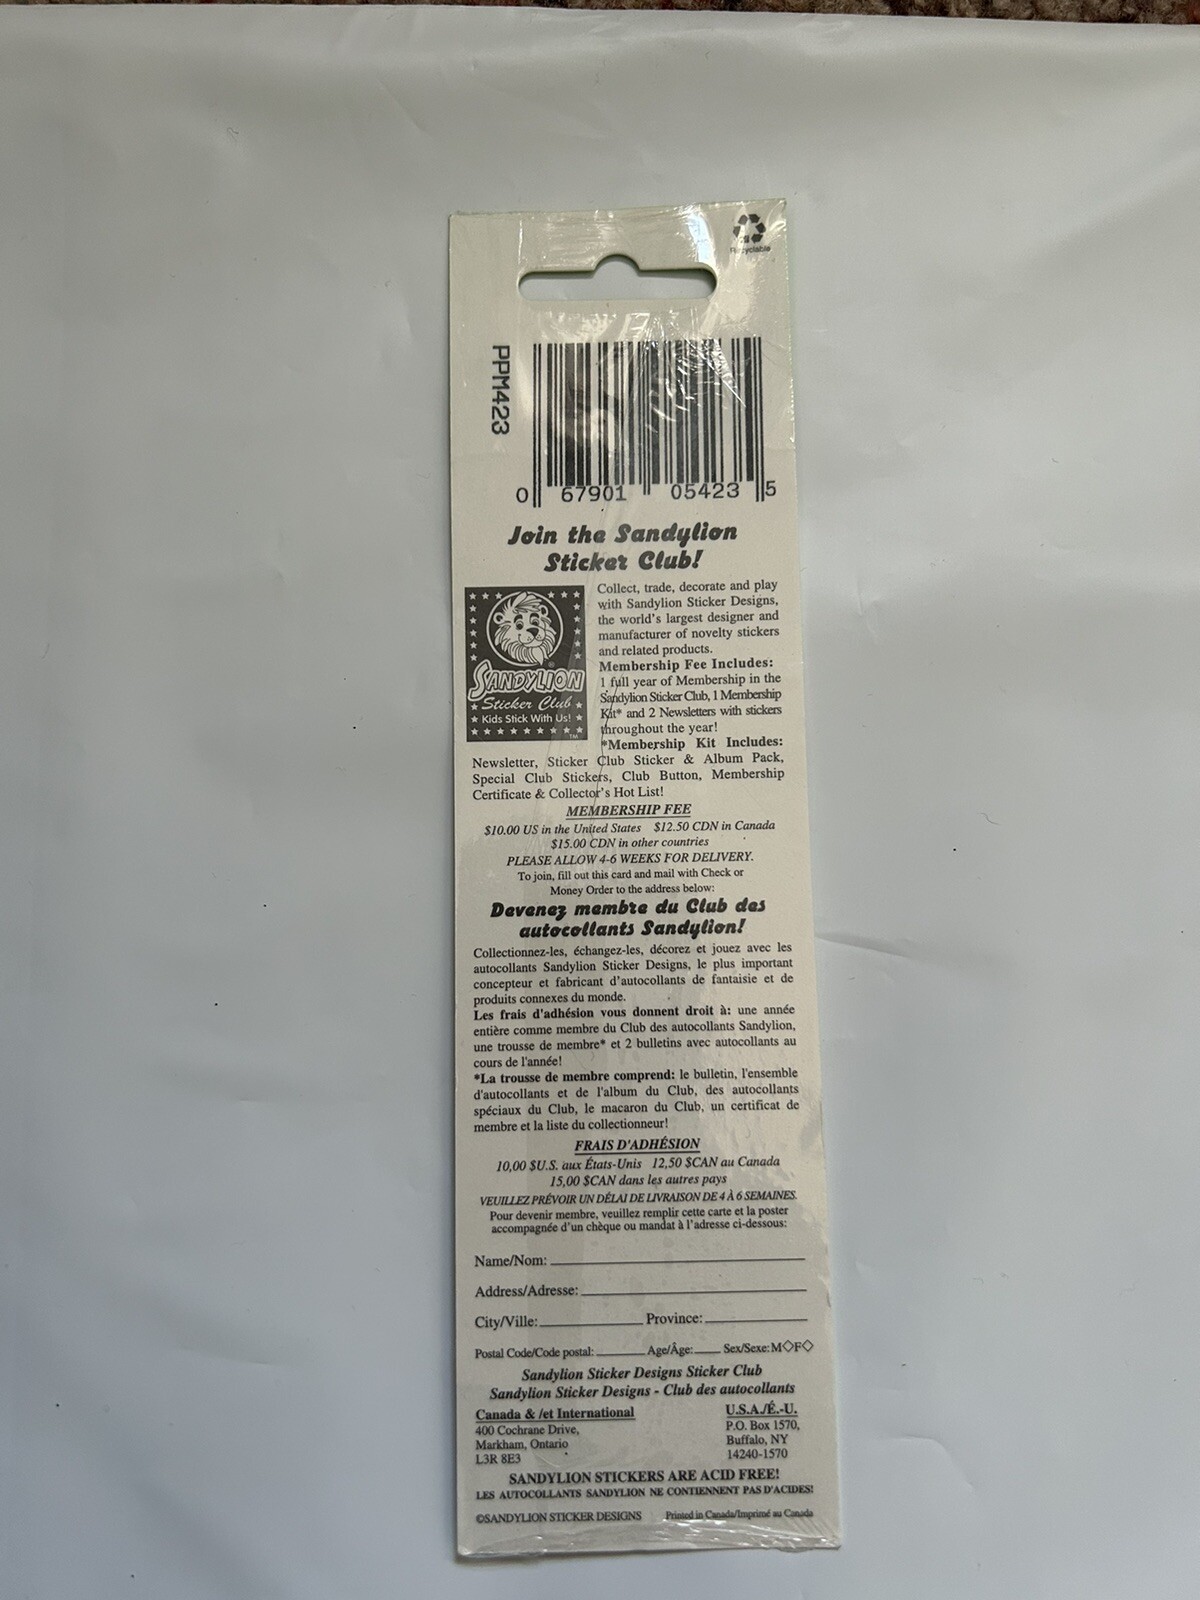 Recyclable
PPM423
0 67901 05423 5
Join the Sandylion
Sticker Club!
SANDYLION®
Sticker Club
Kids Stick With Us!
TM
Collect, trade, decorate and play
with Sandylion Sticker Designs,
the world's largest designer and
manufacturer of novelty stickers
and related products.
Membership Fee Includes:
1 full year of Membership in the
Sandylion Sticker Club, 1 Membership
Kit* and 2 Newsletters with stickers
throughout the year!
*Membership Kit Includes:
Newsletter, Sticker Club Sticker & Album Pack,
Special Club Stickers, Club Button, Membership
Certificate & Collector's Hot List!
MEMBERSHIP FEE
$10.00 US in the United States $12.50 CDN in Canada
$15.00 CDN in other countries
PLEASE ALLOW 4-6 WEEKS FOR DELIVERY.
To join, fill out this card and mail with Check or
Money Order to the address below:
Devenez membre du Club des
autocollants Sandylion!
Collectionnez-les, échangez-les, décorez et jouez avec les
autocollants Sandylion Sticker Designs, le plus important
concepteur et fabricant d'autocollants de fantaisie et de
produits connexes du monde.
Les frais d'adhésion vous donnent droit à: une année
entière comme membre du Club des autocollants Sandylion,
une trousse de membre* et 2 bulletins avec autocollants au
cours de l'année!
*La trousse de membre comprend: le bulletin, l'ensemble
d'autocollants et de l'album du Club, des autocollants
spéciaux du Club, le macaron du Club, un certificat de
membre et la liste du collectionneur!
FRAIS D'ADHÉSION
10,00 $U.S. aux États-Unis 12,50 $CAN au Canada
15,00 $CAN dans les autres pays
VEUILLEZ PRÉVOIR UN DÉLAI DE LIVRAISON DE 4 À 6 SEMAINES.
Pour devenir membre, veuillez remplir cette carte et la poster
accompagnée d'un chèque ou mandat à l'adresse ci-dessous:
Name/Nom:
Address/Adresse:
City/Ville: Province:
Postal Code/Code postal: Age/Âge: Sex/Sexe: M◇F◇
Sandylion Sticker Designs Sticker Club
Sandylion Sticker Designs - Club des autocollants
Canada & /et International
400 Cochrane Drive,
Markham, Ontario
L3R 8E3
U.S.A./É.-U.
P.O. Box 1570,
Buffalo, NY
14240-1570
SANDYLION STICKERS ARE ACID FREE!
LES AUTOCOLLANTS SANDYLION NE CONTIENNENT PAS D'ACIDES!
©SANDYLION STICKER DESIGNS Printed in Canada/Imprimé au Canada